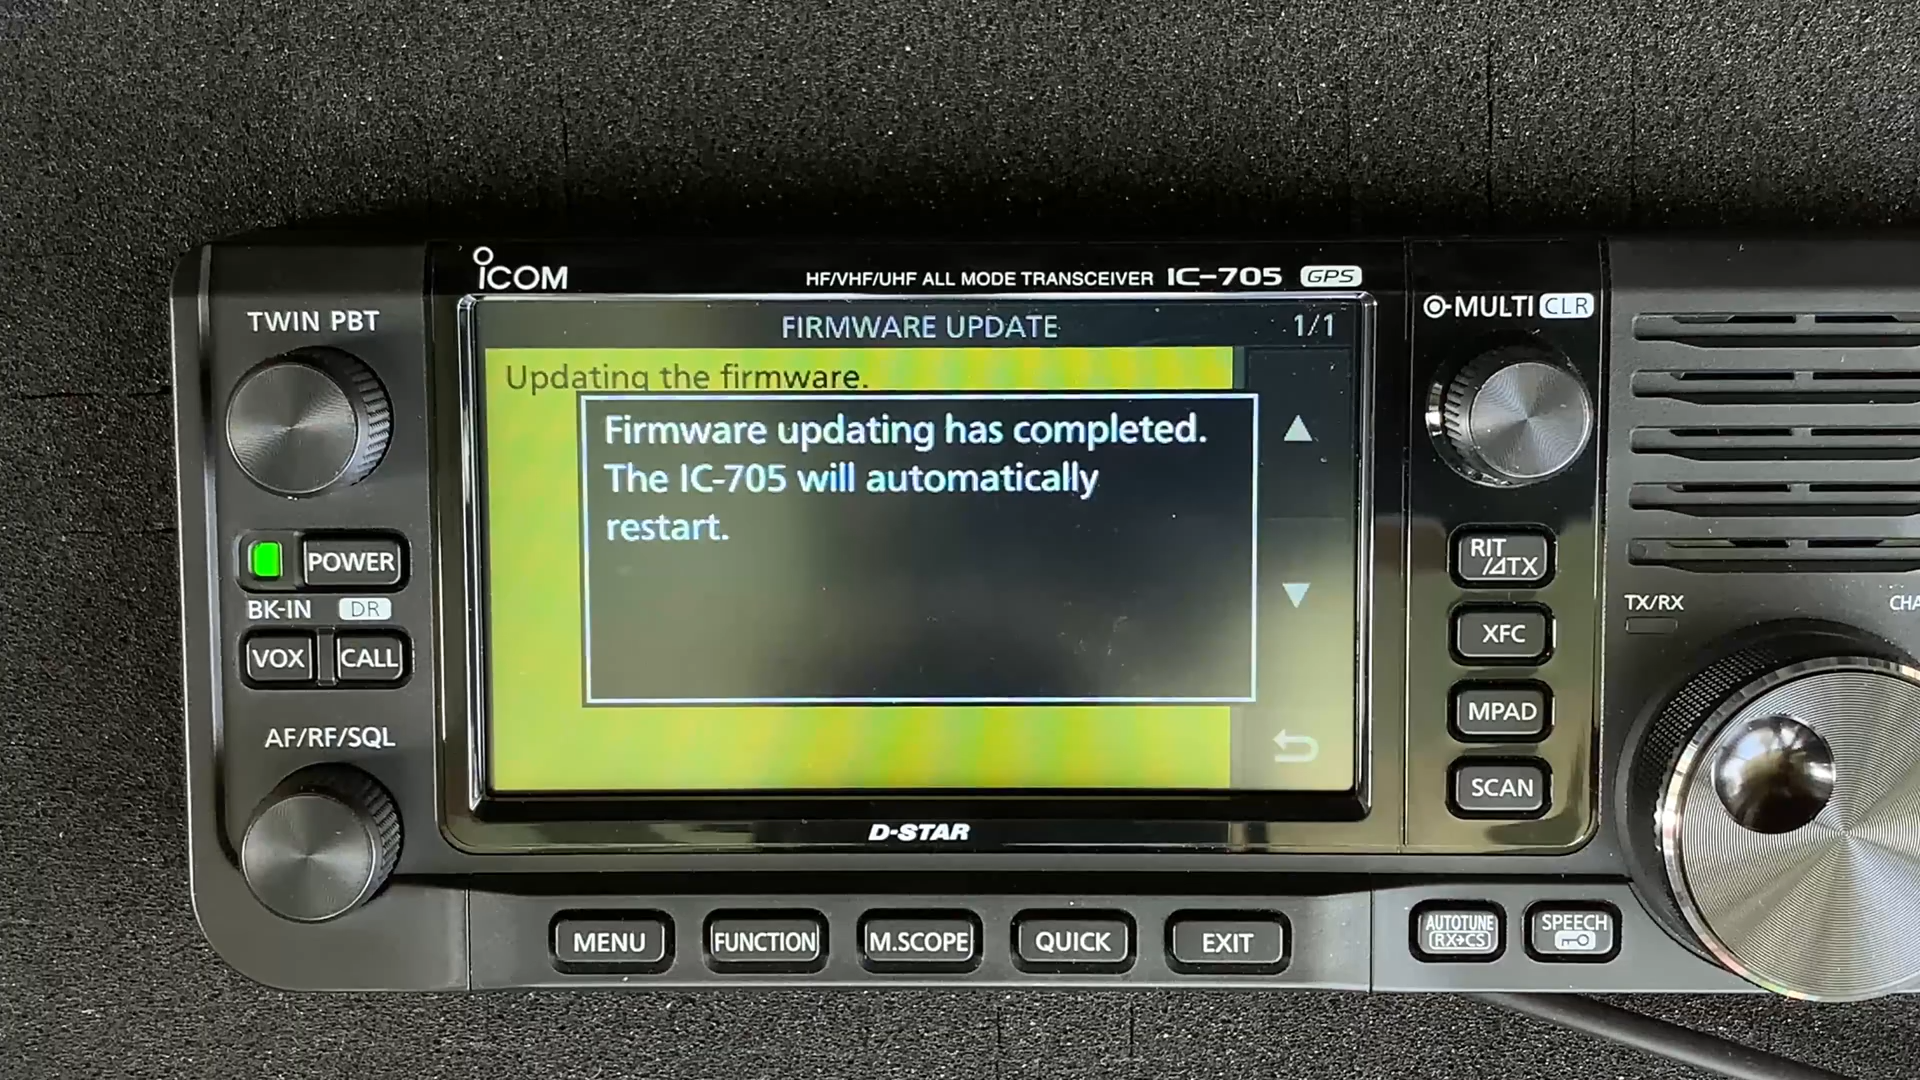 ICOM
HF/VHF/UHF ALL MODE TRANSCEIVER IC-705 GPS
TWIN PBT
FIRMWARE UPDATE 1/1
Updating the firmware.
Firmware updating has completed.
The IC-705 will automatically
restart.
MULTI CLR
POWER
BK-IN DR
VOX CALL
AF/RF/SQL
RIT
/⊿TX
XFC
MPAD
SCAN
TX/RX
D-STAR
MENU FUNCTION M.SCOPE QUICK EXIT
AUTOTUNE
RX→CS
SPEECH